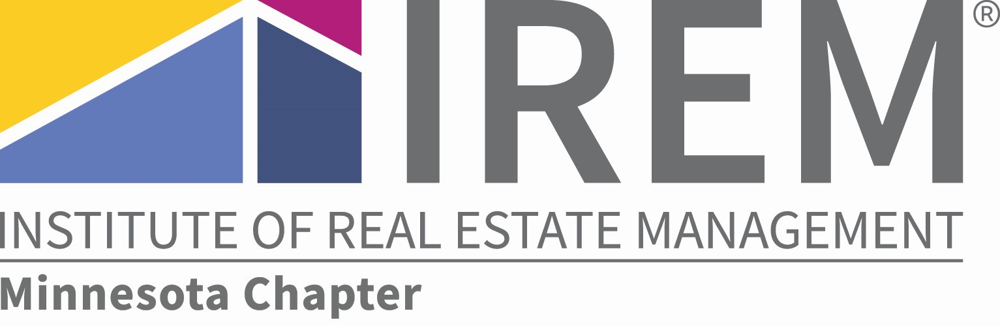 IREM®
INSTITUTE OF REAL ESTATE MANAGEMENT
Minnesota Chapter